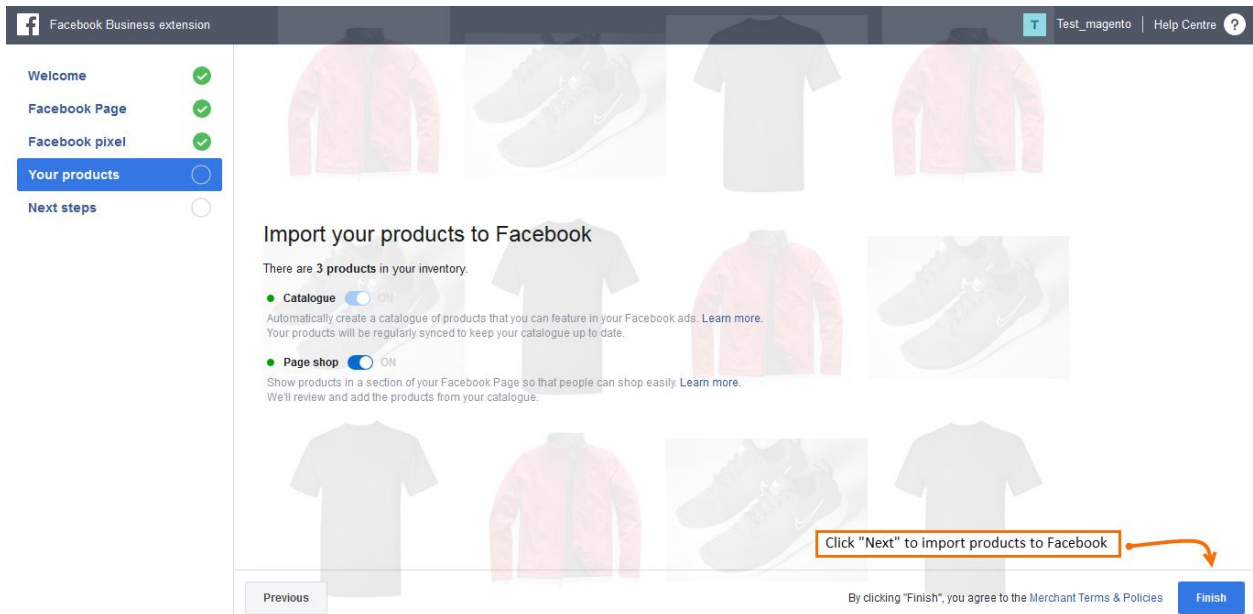 Facebook Business extension
T Test_magento | Help Centre ?
Welcome
Facebook Page
Facebook pixel
Your products
Next steps
Import your products to Facebook
There are 3 products in your inventory.
Catalogue ON
Automatically create a catalogue of products that you can feature in your Facebook ads. Learn more.
Your products will be regularly synced to keep your catalogue up to date.
Page shop ON
Show products in a section of your Facebook Page so that people can shop easily. Learn more.
We'll review and add the products from your catalogue.
Click "Next" to import products to Facebook
Previous
By clicking "Finish", you agree to the Merchant Terms & Policies
Finish